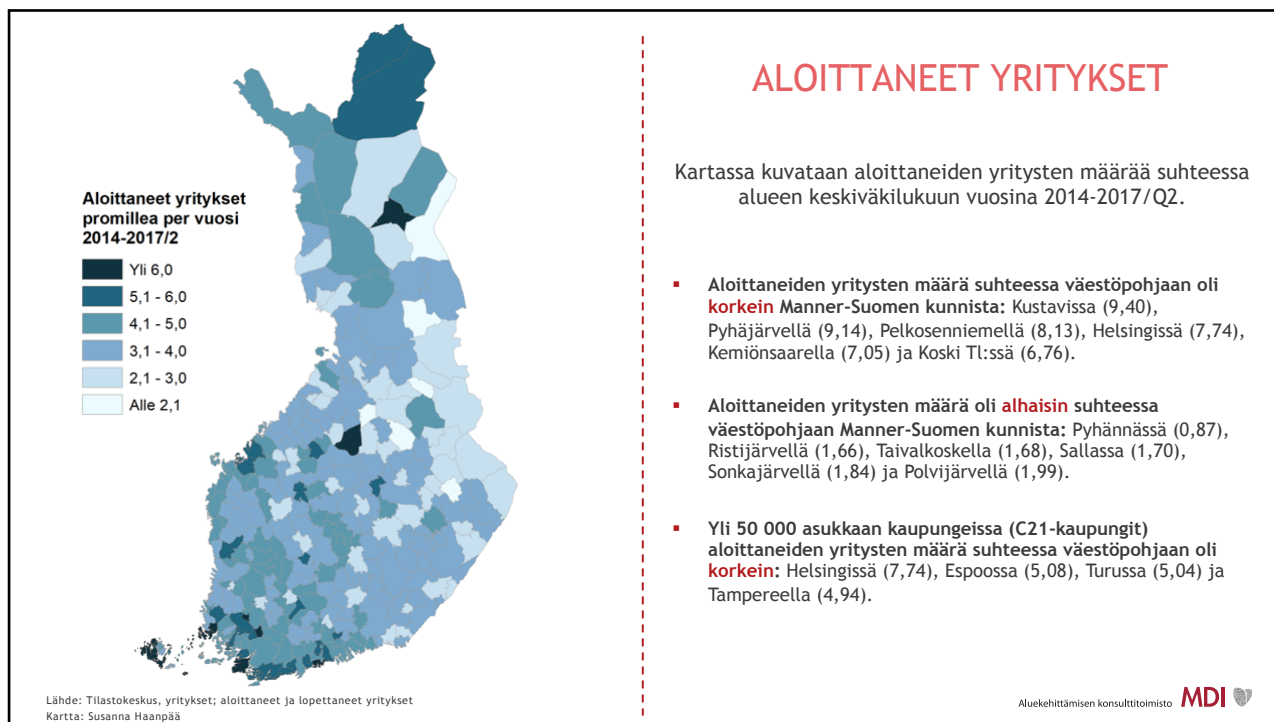 Aloittaneet yritykset
promillea per vuosi
2014-2017/2
Yli 6,0
5,1 - 6,0
4,1 - 5,0
3,1 - 4,0
2,1 - 3,0
Alle 2,1
Lähde: Tilastokeskus, yritykset; aloittaneet ja lopettaneet yritykset
Kartta: Susanna Haanpää
ALOITTANEET YRITYKSET
Kartassa kuvataan aloittaneiden yritysten määrää suhteessa
alueen keskiväkilukuun vuosina 2014-2017/Q2.
▪ Aloittaneiden yritysten määrä suhteessa väestöpohjaan oli
korkein Manner-Suomen kunnista: Kustavissa (9,40),
Pyhäjärvellä (9,14), Pelkosenniemellä (8,13), Helsingissä (7,74),
Kemiönsaarella (7,05) ja Koski Tl:ssä (6,76).
▪ Aloittaneiden yritysten määrä oli alhaisin suhteessa
väestöpohjaan Manner-Suomen kunnista: Pyhännässä (0,87),
Ristijärvellä (1,66), Taivalkoskella (1,68), Sallassa (1,70),
Sonkajärvellä (1,84) ja Polvijärvellä (1,99).
▪ Yli 50 000 asukkaan kaupungeissa (C21-kaupungit)
aloittaneiden yritysten määrä suhteessa väestöpohjaan oli
korkein: Helsingissä (7,74), Espoossa (5,08), Turussa (5,04) ja
Tampereella (4,94).
Aluekehittämisen konsulttitoimisto MDI